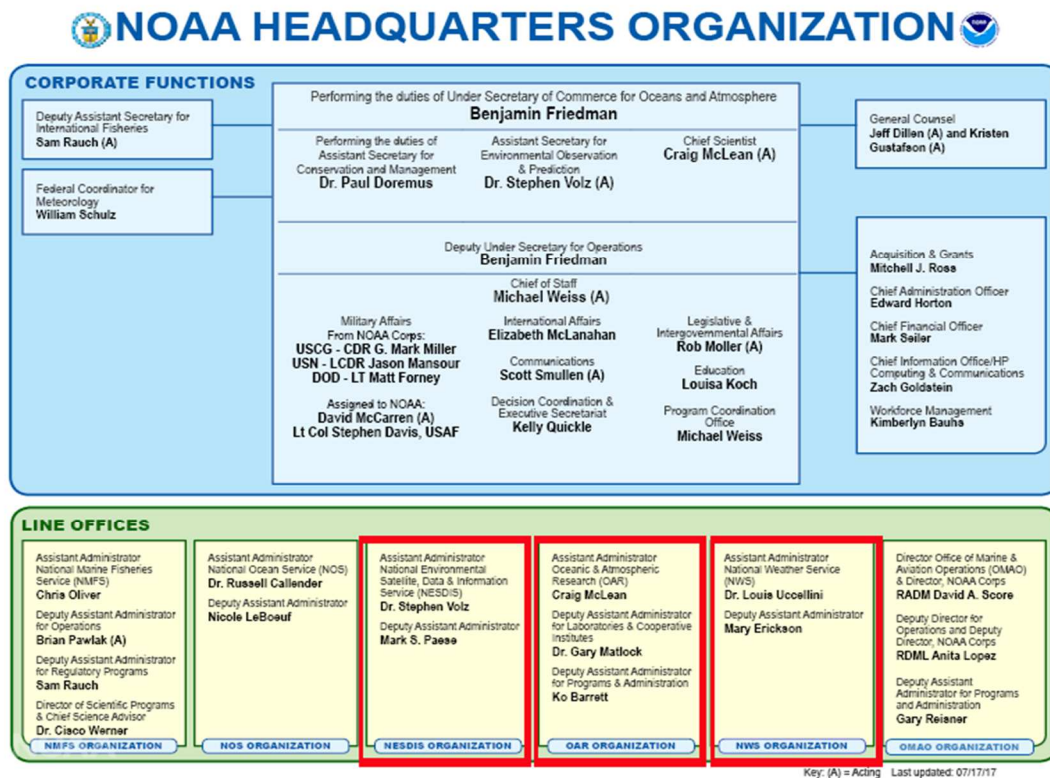 NOAA HEADQUARTERS ORGANIZATION
CORPORATE FUNCTIONS
Deputy Assistant Secretary for
International Fisheries
Sam Rauch (A)
Federal Coordinator for
Meteorology
William Schulz
Performing the duties of Under Secretary of Commerce for Oceans and Atmosphere
Benjamin Friedman
Performing the duties of
Assistant Secretary for
Conservation and Management
Dr. Paul Doremus
Assistant Secretary for
Environmental Observation
& Prediction
Dr. Stephen Volz (A)
Chief Scientist
Craig McLean (A)
Deputy Under Secretary for Operations
Benjamin Friedman
Chief of Staff
Michael Weiss (A)
Military Affairs
From NOAA Corps:
USCG - CDR G. Mark Miller
USN - LCDR Jason Mansour
DOD - LT Matt Forney
Assigned to NOAA:
David McCarren (A)
Lt Col Stephen Davis, USAF
International Affairs
Elizabeth McLanahan
Communications
Scott Smullen (A)
Decision Coordination &
Executive Secretariat
Kelly Quickle
Legislative &
Intergovernmental Affairs
Rob Moller (A)
Education
Louisa Koch
Program Coordination
Office
Michael Weiss
General Counsel
Jeff Dillen (A) and Kristen
Gustafson (A)
Acquisition & Grants
Mitchell J. Ross
Chief Administration Officer
Edward Horton
Chief Financial Officer
Mark Seiler
Chief Information Office/HP
Computing & Communications
Zach Goldstein
Workforce Management
Kimberlyn Bauhs
LINE OFFICES
Assistant Administrator
National Marine Fisheries
Service (NMFS)
Chris Oliver
Deputy Assistant Administrator
for Operations
Brian Pawlak (A)
Deputy Assistant Administrator
for Regulatory Programs
Sam Rauch
Director of Scientific Programs
& Chief Science Advisor
Dr. Cisco Werner
NMFS ORGANIZATION
Assistant Administrator
National Ocean Service (NOS)
Dr. Russell Callender
Deputy Assistant Administrator
Nicole LeBoeuf
NOS ORGANIZATION
Assistant Administrator
National Environmental
Satellite, Data & Information
Service (NESDIS)
Dr. Stephen Volz
Deputy Assistant Administrator
Mark S. Paese
NESDIS ORGANIZATION
Assistant Administrator
Oceanic & Atmospheric
Research (OAR)
Craig McLean
Deputy Assistant Administrator
for Laboratories & Cooperative
Institutes
Dr. Gary Matlock
Deputy Assistant Administrator
for Programs & Administration
Ko Barrett
OAR ORGANIZATION
Assistant Administrator
National Weather Service
(NWS)
Dr. Louis Uccellini
Deputy Assistant Administrator
Mary Erickson
NWS ORGANIZATION
Director Office of Marine &
Aviation Operations (OMAO)
& Director, NOAA Corps
RADM David A. Score
Deputy Director for
Operations and Deputy
Director, NOAA Corps
RDML Anita Lopez
Deputy Assistant
Administrator for Programs
and Administration
Gary Reisner
OMAO ORGANIZATION
Key: (A) = Acting Last updated: 07/17/17